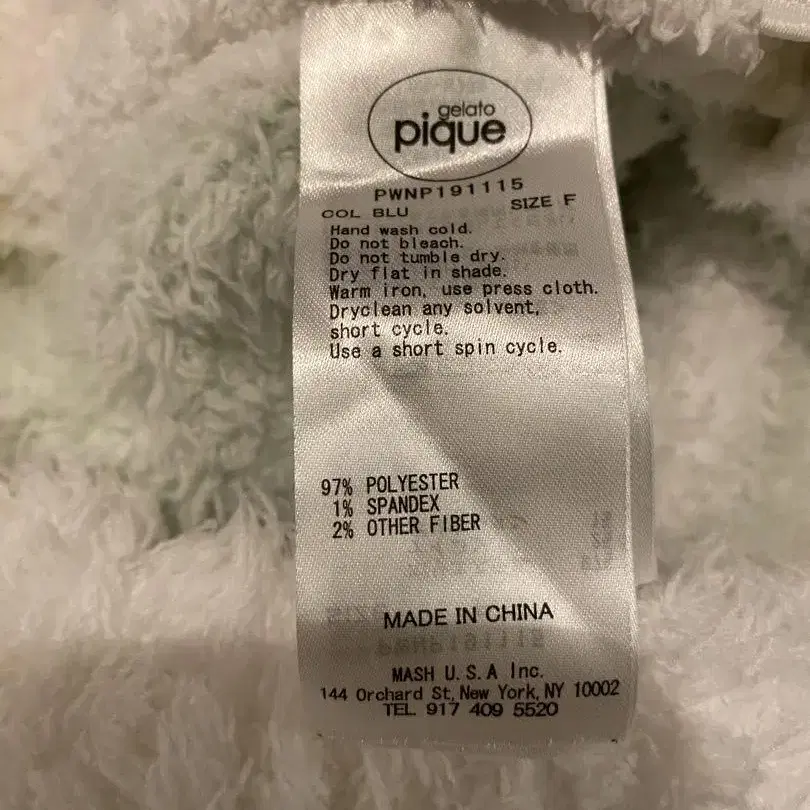 gelato
pique
PWNP191115
COL BLU SIZE F
Hand wash cold.
Do not bleach.
Do not tumble dry.
Dry flat in shade.
Warm iron, use press cloth.
Dryclean any solvent,
short cycle.
Use a short spin cycle.
97% POLYESTER
1% SPANDEX
2% OTHER FIBER
MADE IN CHINA
MASH U.S.A Inc.
144 Orchard St, New York, NY 10002
TEL 917 409 5520